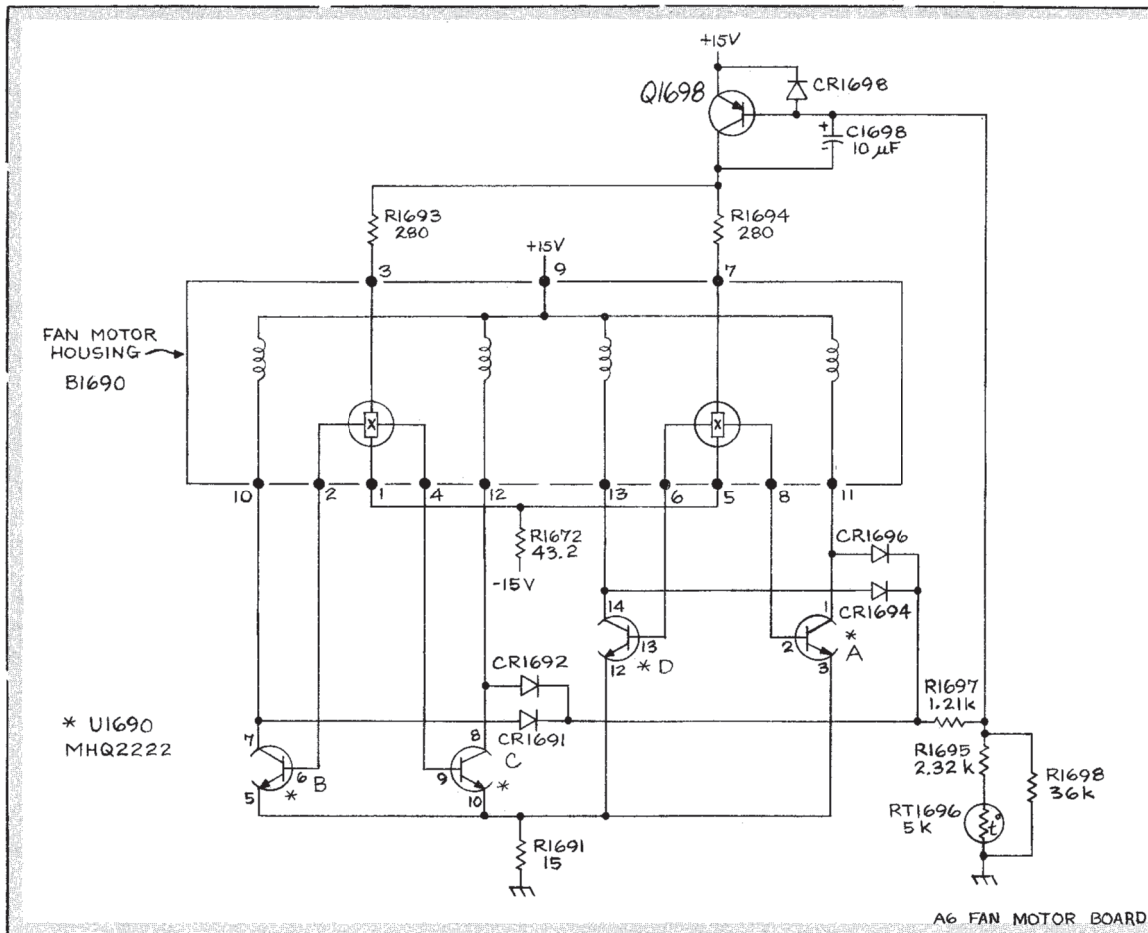 +15V
Q1698
CR1698
+
-
C1698
10 µF
R1693
280
R1694
280
+15V
3
9
7
FAN MOTOR
HOUSING
B1690
X
X
10
2
1
4
12
13
6
5
8
11
R1672
43.2
-15V
CR1696
CR1694
14
13
12
* D
1
2
3
*
A
CR1692
CR1691
R1697
1.21k
R1695
2.32k
R1698
36k
RT1696
5k
t°
* U1690
MHQ2222
7
6
5
B
*
8
C
9
10
*
R1691
15
A6 FAN MOTOR BOARD